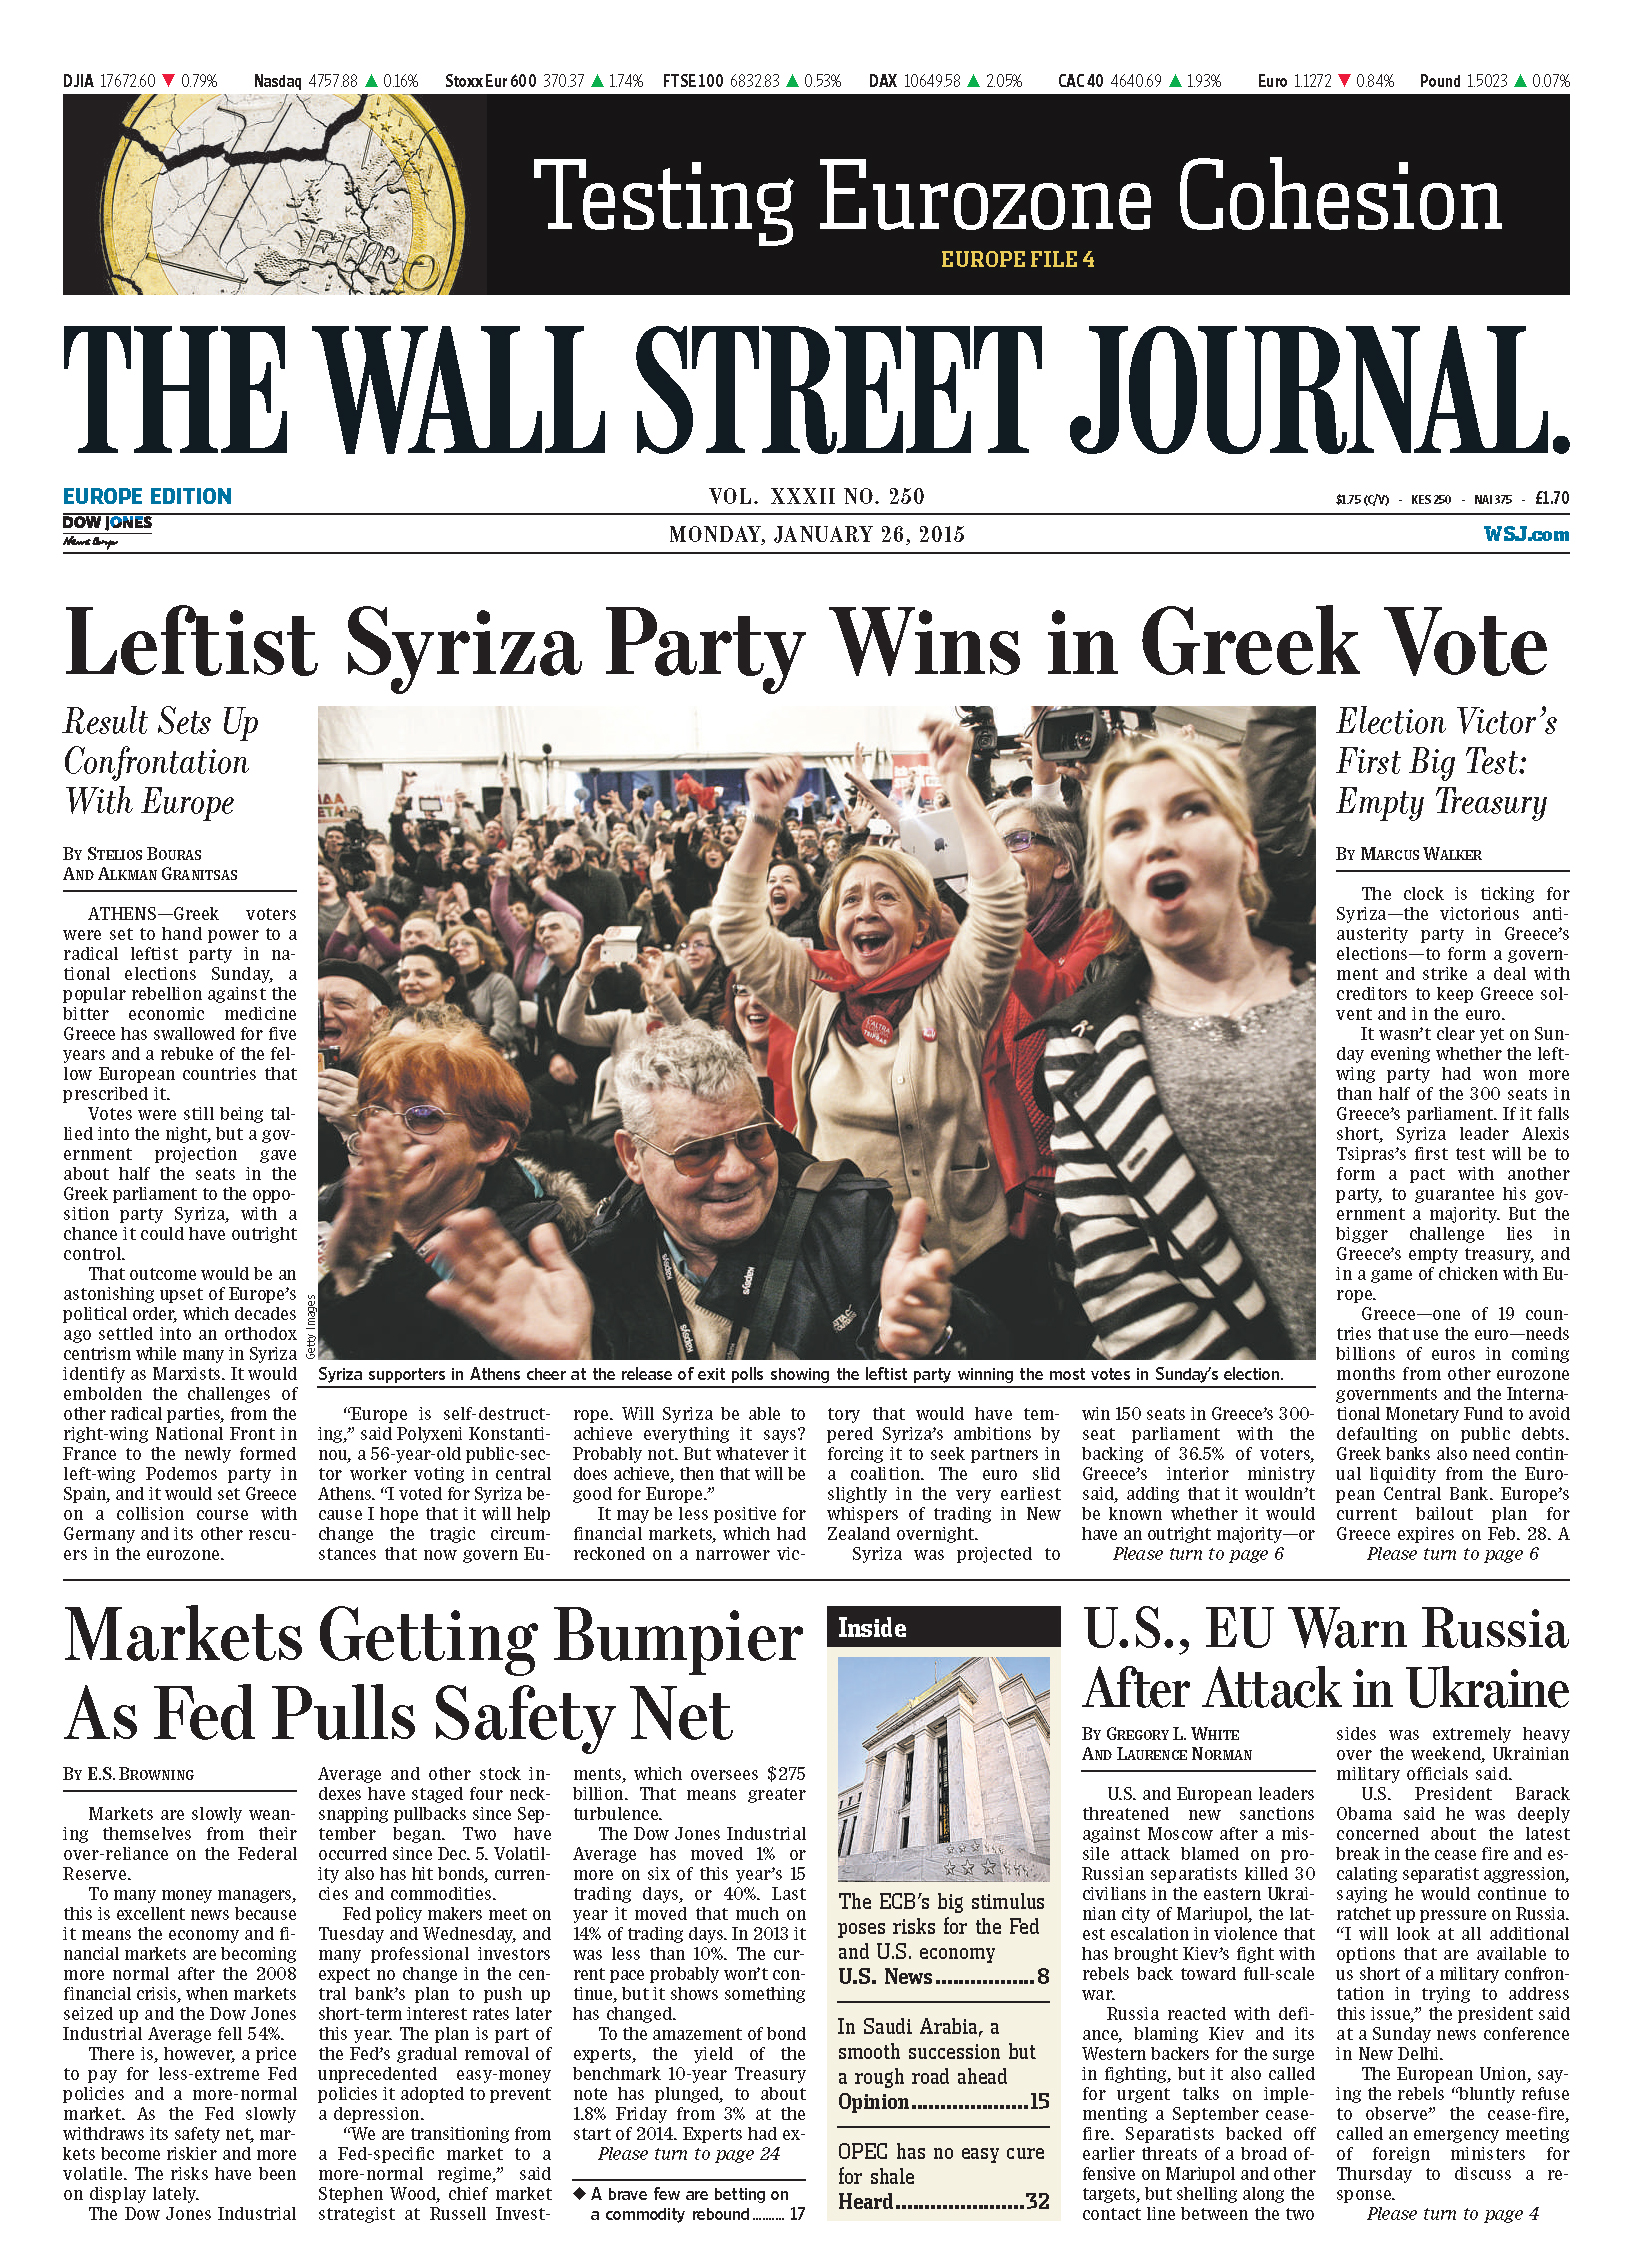 DJIA 17672.60 ▼ 0.79% Nasdaq 4757.88 ▲ 0.16% Stoxx Eur 600 370.37 ▲ 1.74% FTSE 100 6832.83 ▲ 0.53% DAX 10649.58 ▲ 2.05% CAC 40 4640.69 ▲ 1.93% Euro 1.1272 ▼ 0.84% Pound 1.5023 ▲ 0.07%
EURO
Testing Eurozone Cohesion
EUROPE FILE 4
THE WALL STREET JOURNAL.
EUROPE EDITION
VOL. XXXII NO. 250
$1.75 (C/V) - KES 250 - NAI 375 - £1.70
DOW JONES
News Corp
MONDAY, JANUARY 26, 2015
WSJ.com
Leftist Syriza Party Wins in Greek Vote
Result Sets Up
Confrontation
With Europe
BY STELIOS BOURAS
AND ALKMAN GRANITSAS
ATHENS—Greek voters
were set to hand power to a
radical leftist party in na-
tional elections Sunday, a
popular rebellion against the
bitter economic medicine
Greece has swallowed for five
years and a rebuke of the fel-
low European countries that
prescribed it.
Votes were still being tal-
lied into the night, but a gov-
ernment projection gave
about half the seats in the
Greek parliament to the oppo-
sition party Syriza, with a
chance it could have outright
control.
That outcome would be an
astonishing upset of Europe's
political order, which decades
ago settled into an orthodox
centrism while many in Syriza
identify as Marxists. It would
embolden the challenges of
other radical parties, from the
right-wing National Front in
France to the newly formed
left-wing Podemos party in
Spain, and it would set Greece
on a collision course with
Germany and its other rescu-
ers in the eurozone.
L'ALTRA
TSIPRAS
kapsys
kapsys
kapsys
Getty Images
Syriza supporters in Athens cheer at the release of exit polls showing the leftist party winning the most votes in Sunday's election.
“Europe is self-destruct-
ing,” said Polyxeni Konstanti-
nou, a 56-year-old public-sec-
tor worker voting in central
Athens. “I voted for Syriza be-
cause I hope that it will help
change the tragic circum-
stances that now govern Eu-
rope. Will Syriza be able to
achieve everything it says?
Probably not. But whatever it
does achieve, then that will be
good for Europe.”
It may be less positive for
financial markets, which had
reckoned on a narrower vic-
tory that would have tem-
pered Syriza's ambitions by
forcing it to seek partners in
a coalition. The euro slid
slightly in the very earliest
whispers of trading in New
Zealand overnight.
Syriza was projected to
win 150 seats in Greece's 300-
seat parliament with the
backing of 36.5% of voters,
Greece's interior ministry
said, adding that it wouldn't
be known whether it would
have an outright majority—or
Please turn to page 6
Election Victor's
First Big Test:
Empty Treasury
BY MARCUS WALKER
The clock is ticking for
Syriza—the victorious anti-
austerity party in Greece's
elections—to form a govern-
ment and strike a deal with
creditors to keep Greece sol-
vent and in the euro.
It wasn't clear yet on Sun-
day evening whether the left-
wing party had won more
than half of the 300 seats in
Greece's parliament. If it falls
short, Syriza leader Alexis
Tsipras's first test will be to
form a pact with another
party, to guarantee his gov-
ernment a majority. But the
bigger challenge lies in
Greece's empty treasury, and
in a game of chicken with Eu-
rope.
Greece—one of 19 coun-
tries that use the euro—needs
billions of euros in coming
months from other eurozone
governments and the Interna-
tional Monetary Fund to avoid
defaulting on public debts.
Greek banks also need contin-
ual liquidity from the Euro-
pean Central Bank. Europe's
current bailout plan for
Greece expires on Feb. 28. A
Please turn to page 6
Markets Getting Bumpier
As Fed Pulls Safety Net
BY E.S. BROWNING
Markets are slowly wean-
ing themselves from their
over-reliance on the Federal
Reserve.
To many money managers,
this is excellent news because
it means the economy and fi-
nancial markets are becoming
more normal after the 2008
financial crisis, when markets
seized up and the Dow Jones
Industrial Average fell 54%.
There is, however, a price
to pay for less-extreme Fed
policies and a more-normal
market. As the Fed slowly
withdraws its safety net, mar-
kets become riskier and more
volatile. The risks have been
on display lately.
The Dow Jones Industrial
Average and other stock in-
dexes have staged four neck-
snapping pullbacks since Sep-
tember began. Two have
occurred since Dec. 5. Volatil-
ity also has hit bonds, curren-
cies and commodities.
Fed policy makers meet on
Tuesday and Wednesday, and
many professional investors
expect no change in the cen-
tral bank's plan to push up
short-term interest rates later
this year. The plan is part of
the Fed's gradual removal of
unprecedented easy-money
policies it adopted to prevent
a depression.
“We are transitioning from
a Fed-specific market to a
more-normal regime,” said
Stephen Wood, chief market
strategist at Russell Invest-
ments, which oversees $275
billion. That means greater
turbulence.
The Dow Jones Industrial
Average has moved 1% or
more on six of this year's 15
trading days, or 40%. Last
year it moved that much on
14% of trading days. In 2013 it
was less than 10%. The cur-
rent pace probably won't con-
tinue, but it shows something
has changed.
To the amazement of bond
experts, the yield of the
benchmark 10-year Treasury
note has plunged, to about
1.8% Friday from 3% at the
start of 2014. Experts had ex-
Please turn to page 24
◆ A brave few are betting on
a commodity rebound.......... 17
Inside
The ECB's big stimulus
poses risks for the Fed
and U.S. economy
U.S. News.................8
In Saudi Arabia, a
smooth succession but
a rough road ahead
Opinion.....................15
OPEC has no easy cure
for shale
Heard......................32
U.S., EU Warn Russia
After Attack in Ukraine
BY GREGORY L. WHITE
AND LAURENCE NORMAN
U.S. and European leaders
threatened new sanctions
against Moscow after a mis-
sile attack blamed on pro-
Russian separatists killed 30
civilians in the eastern Ukrai-
nian city of Mariupol, the lat-
est escalation in violence that
has brought Kiev's fight with
rebels back toward full-scale
war.
Russia reacted with defi-
ance, blaming Kiev and its
Western backers for the surge
in fighting, but it also called
for urgent talks on imple-
menting a September cease-
fire. Separatists backed off
earlier threats of a broad of-
fensive on Mariupol and other
targets, but shelling along the
contact line between the two
sides was extremely heavy
over the weekend, Ukrainian
military officials said.
U.S. President Barack
Obama said he was deeply
concerned about the latest
break in the cease fire and es-
calating separatist aggression,
saying he would continue to
ratchet up pressure on Russia.
“I will look at all additional
options that are available to
us short of a military confron-
tation in trying to address
this issue,” the president said
at a Sunday news conference
in New Delhi.
The European Union, say-
ing the rebels “bluntly refuse
to observe” the cease-fire,
called an emergency meeting
of foreign ministers for
Thursday to discuss a re-
sponse.
Please turn to page 4